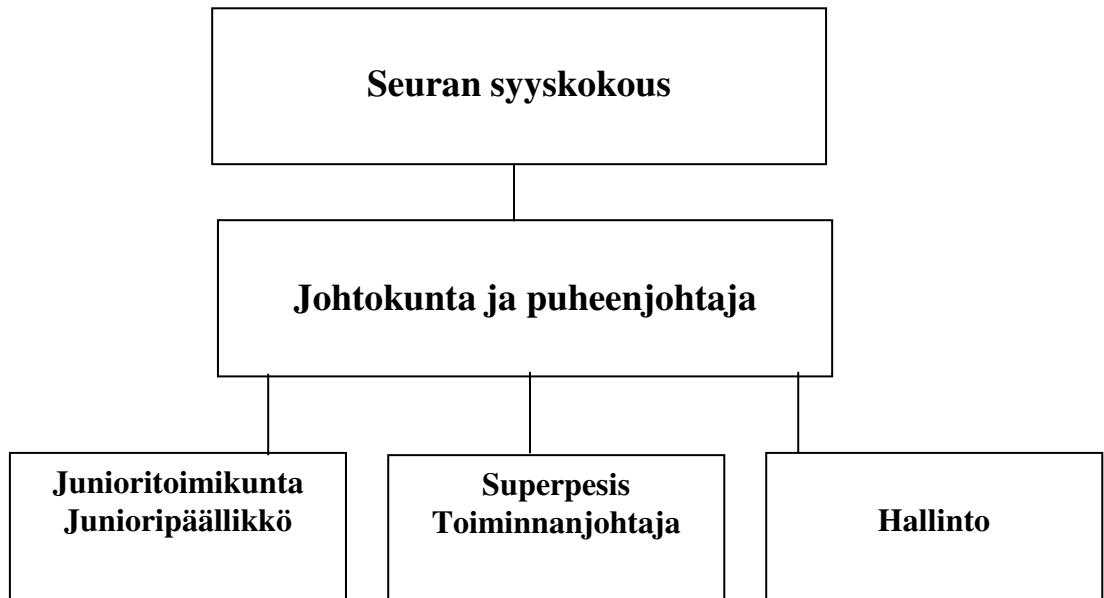 Seuran syyskokous
Johtokunta ja puheenjohtaja
Junioritoimikunta
Junioripäällikkö
Superpesis
Toiminnanjohtaja
Hallinto